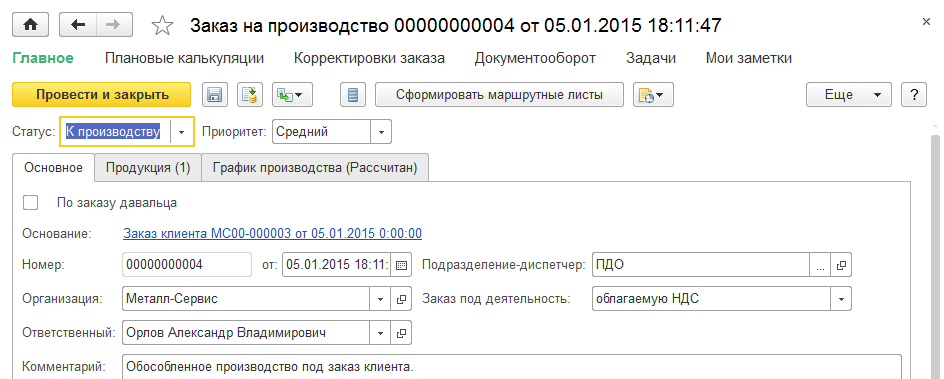 Заказ на производство 00000000004 от 05.01.2015 18:11:47
Главное Плановые калькуляции Корректировки заказа Документооборот Задачи Мои заметки
Провести и закрыть Сформировать маршрутные листы Еще ?
Статус: К производству Приоритет: Средний
Основное Продукция (1) График производства (Рассчитан)
По заказу давальца
Основание: Заказ клиента МС00-000003 от 05.01.2015 0:00:00
Номер: 00000000004 от: 05.01.2015 18:11: Подразделение-диспетчер: ПДО ...
Организация: Металл-Сервис Заказ под деятельность: облагаемую НДС
Ответственный: Орлов Александр Владимирович
Комментарий: Обособленное производство под заказ клиента.